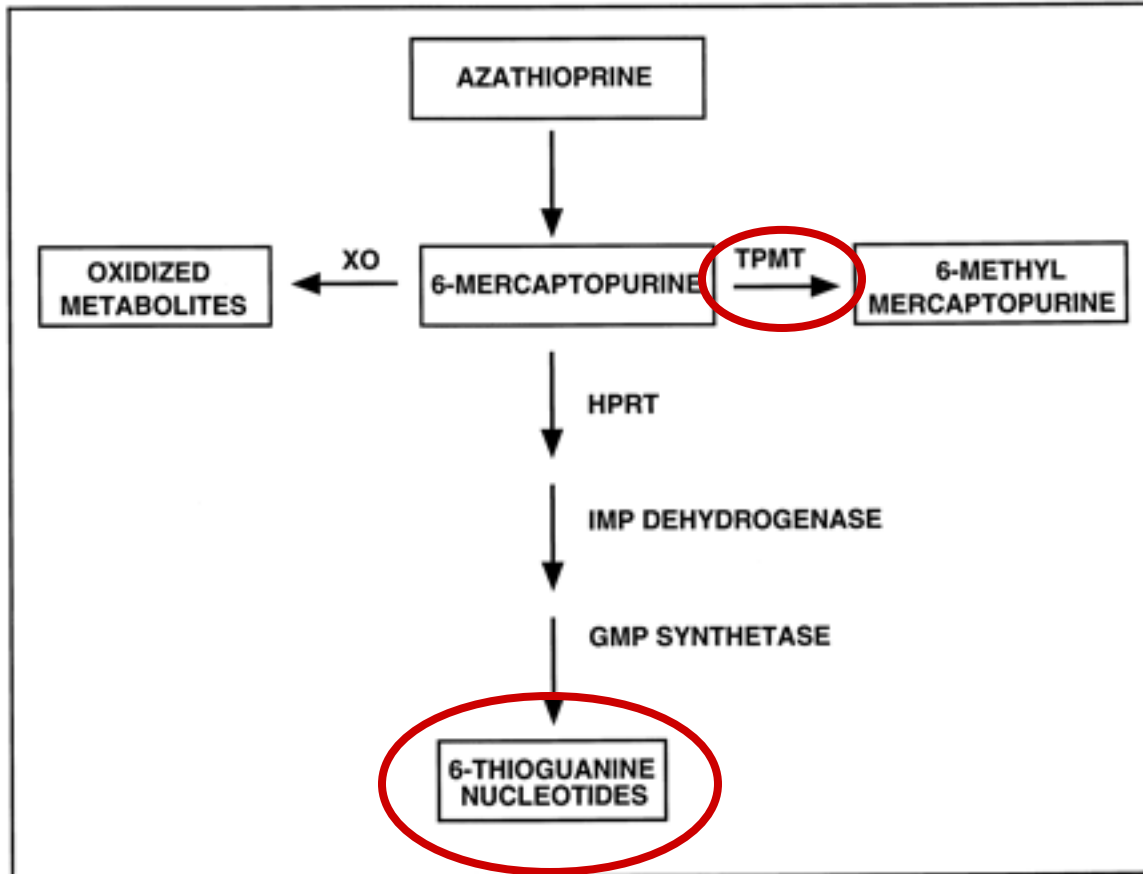 AZATHIOPRINE
OXIDIZED
METABOLITES
XO
6-MERCAPTOPURINE
TPMT
6-METHYL
MERCAPTOPURINE
HPRT
IMP DEHYDROGENASE
GMP SYNTHETASE
6-THIOGUANINE
NUCLEOTIDES